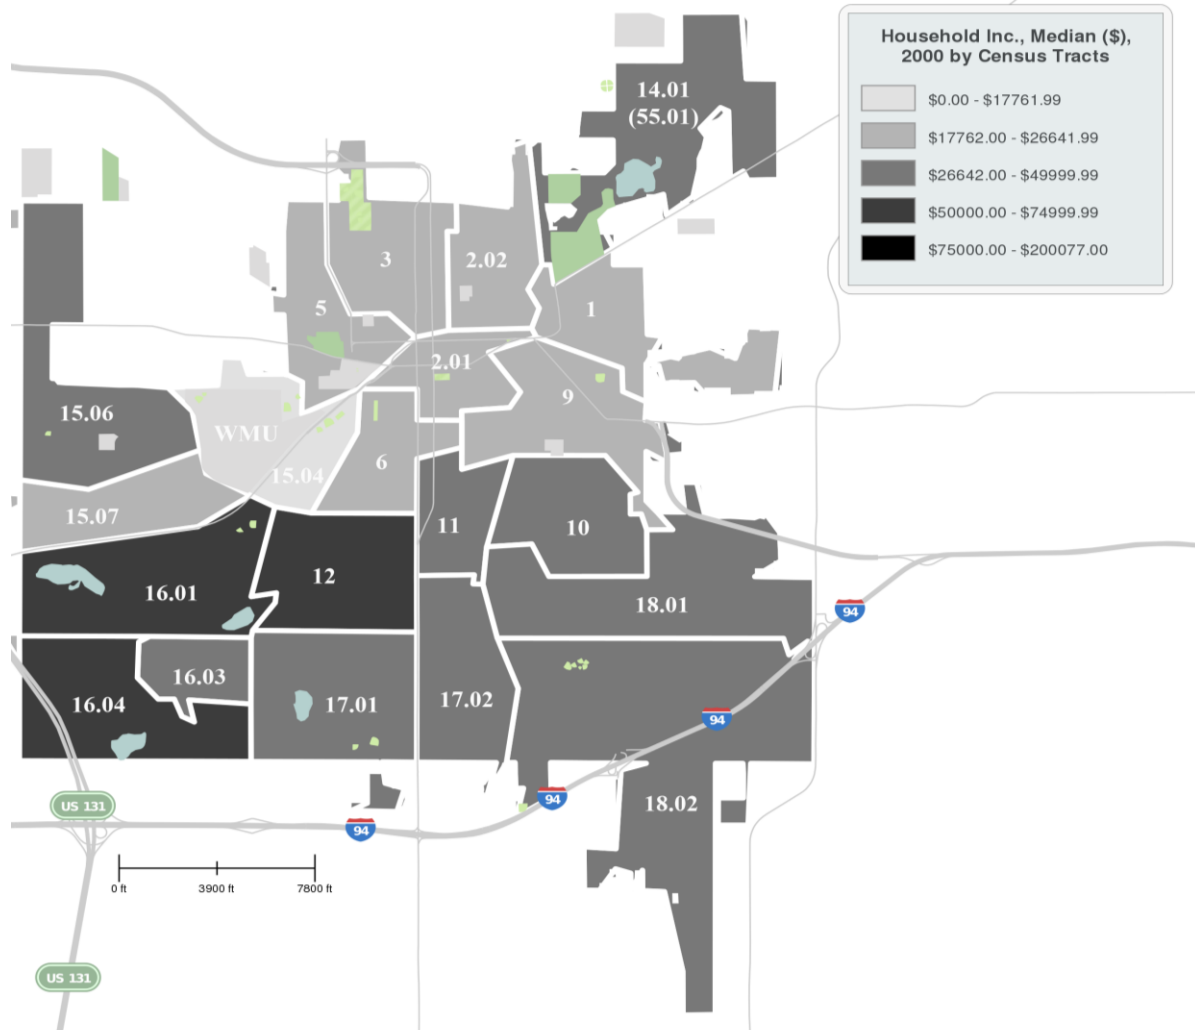 Household Inc., Median ($),
2000 by Census Tracts
$0.00 - $17761.99
$17762.00 - $26641.99
$26642.00 - $49999.99
$50000.00 - $74999.99
$75000.00 - $200077.00
14.01
(55.01)
3
2.02
5
1
2.01
9
15.06
WMU
15.04
6
15.07
11
10
12
16.01
18.01
16.03
16.04
17.01
17.02
18.02
94
94
94
94
US 131
0 ft
3900 ft
7800 ft
US 131